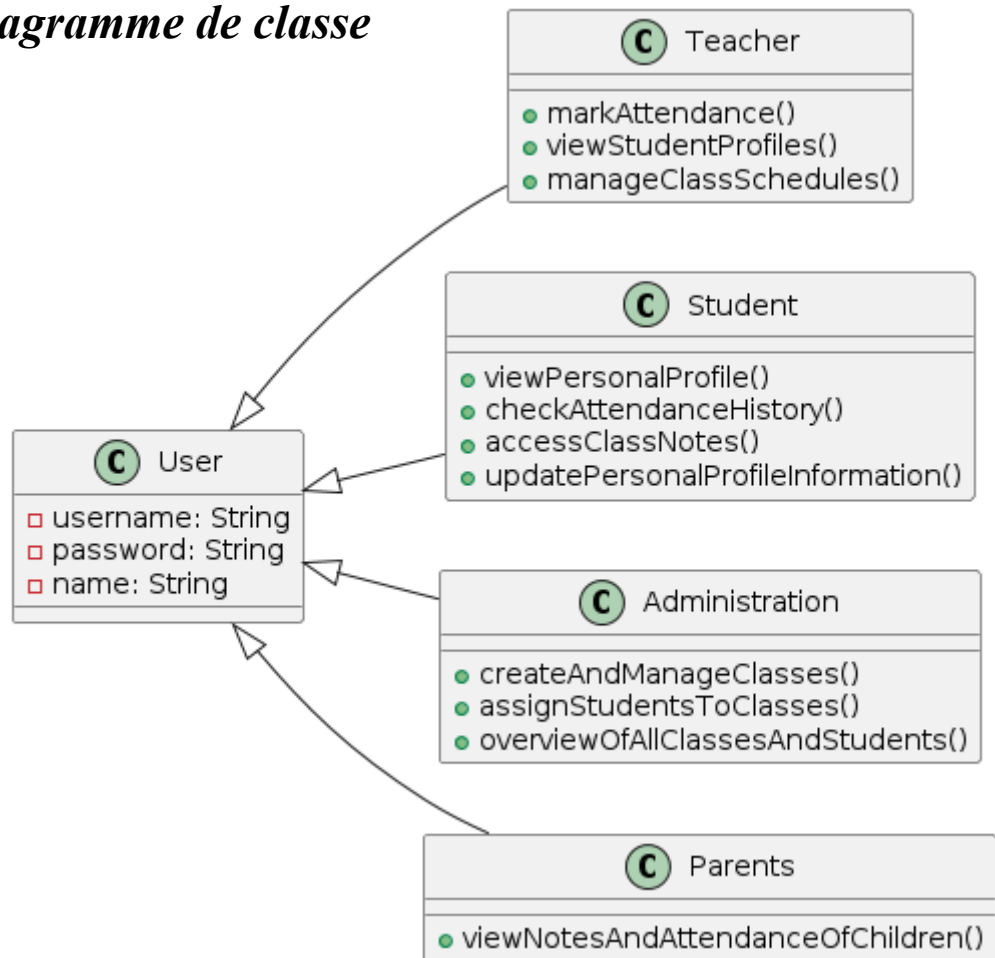 agramme de classe
C Teacher
markAttendance()
viewStudentProfiles()
manageClassSchedules()
C Student
viewPersonalProfile()
checkAttendanceHistory()
accessClassNotes()
updatePersonalProfileInformation()
C User
username: String
password: String
name: String
C Administration
createAndManageClasses()
assignStudentsToClasses()
overviewOfAllClassesAndStudents()
C Parents
viewNotesAndAttendanceOfChildren()